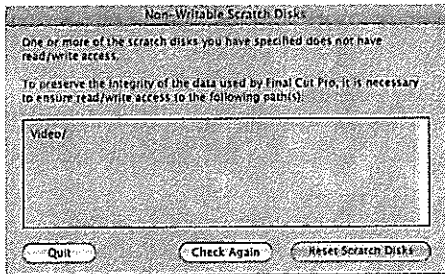 Non-Writable Scratch Disks
One or more of the scratch disks you have specified does not have
read/write access.
To preserve the integrity of the data used by Final Cut Pro, it is necessary
to ensure read/write access to the following path(s).
Video/
Quit
Check Again
Reset Scratch Disks